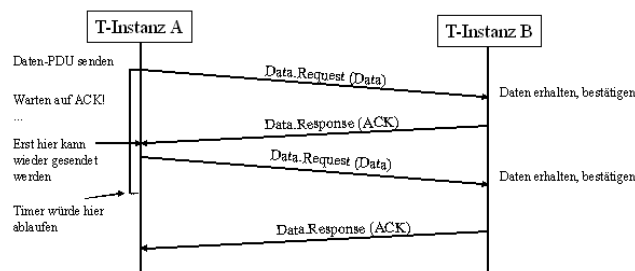 T-Instanz A
T-Instanz B
Daten-PDU senden
Data.Request (Data)
Daten erhalten, bestätigen
Warten auf ACK!
...
Data.Response (ACK)
Erst hier kann
wieder gesendet
werden
Data.Request (Data)
Daten erhalten, bestätigen
Timer würde hier
ablaufen
Data.Response (ACK)